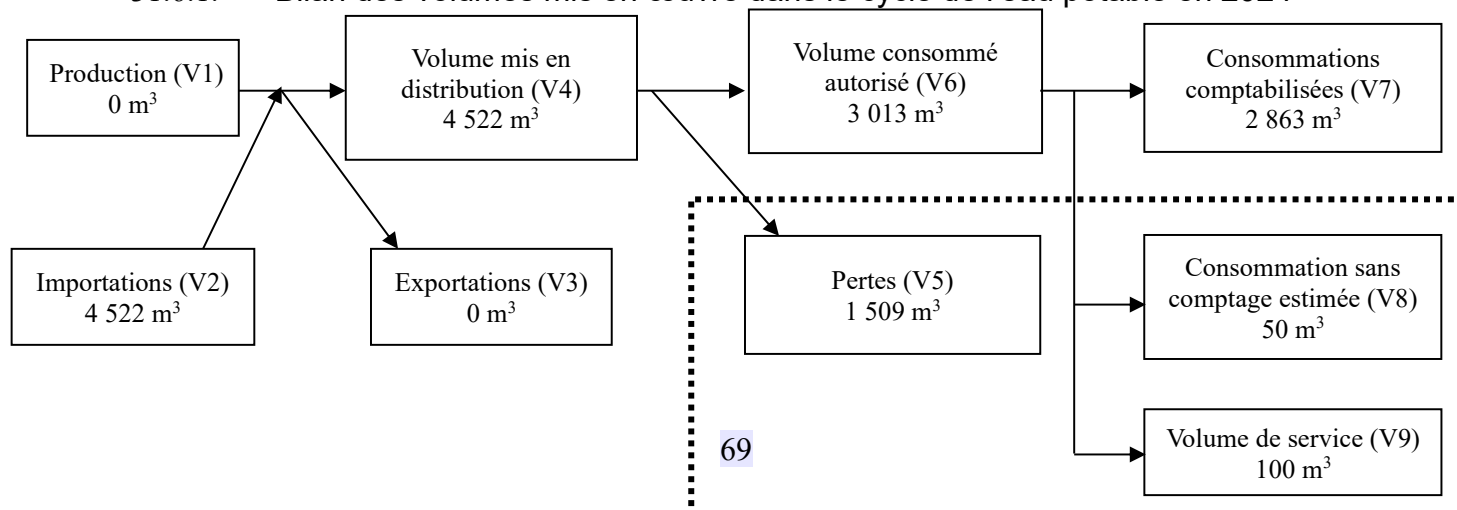 Bilan des volumes mis en œuvre dans le cycle de l'eau potable en 2024
Production (V1)
0 m³
Volume mis en
distribution (V4)
4 522 m³
Volume consommé
autorisé (V6)
3 013 m³
Consommations
comptabilisées (V7)
2 863 m³
Importations (V2)
4 522 m³
Exportations (V3)
0 m³
Pertes (V5)
1 509 m³
Consommation sans
comptage estimée (V8)
50 m³
69
Volume de service (V9)
100 m³